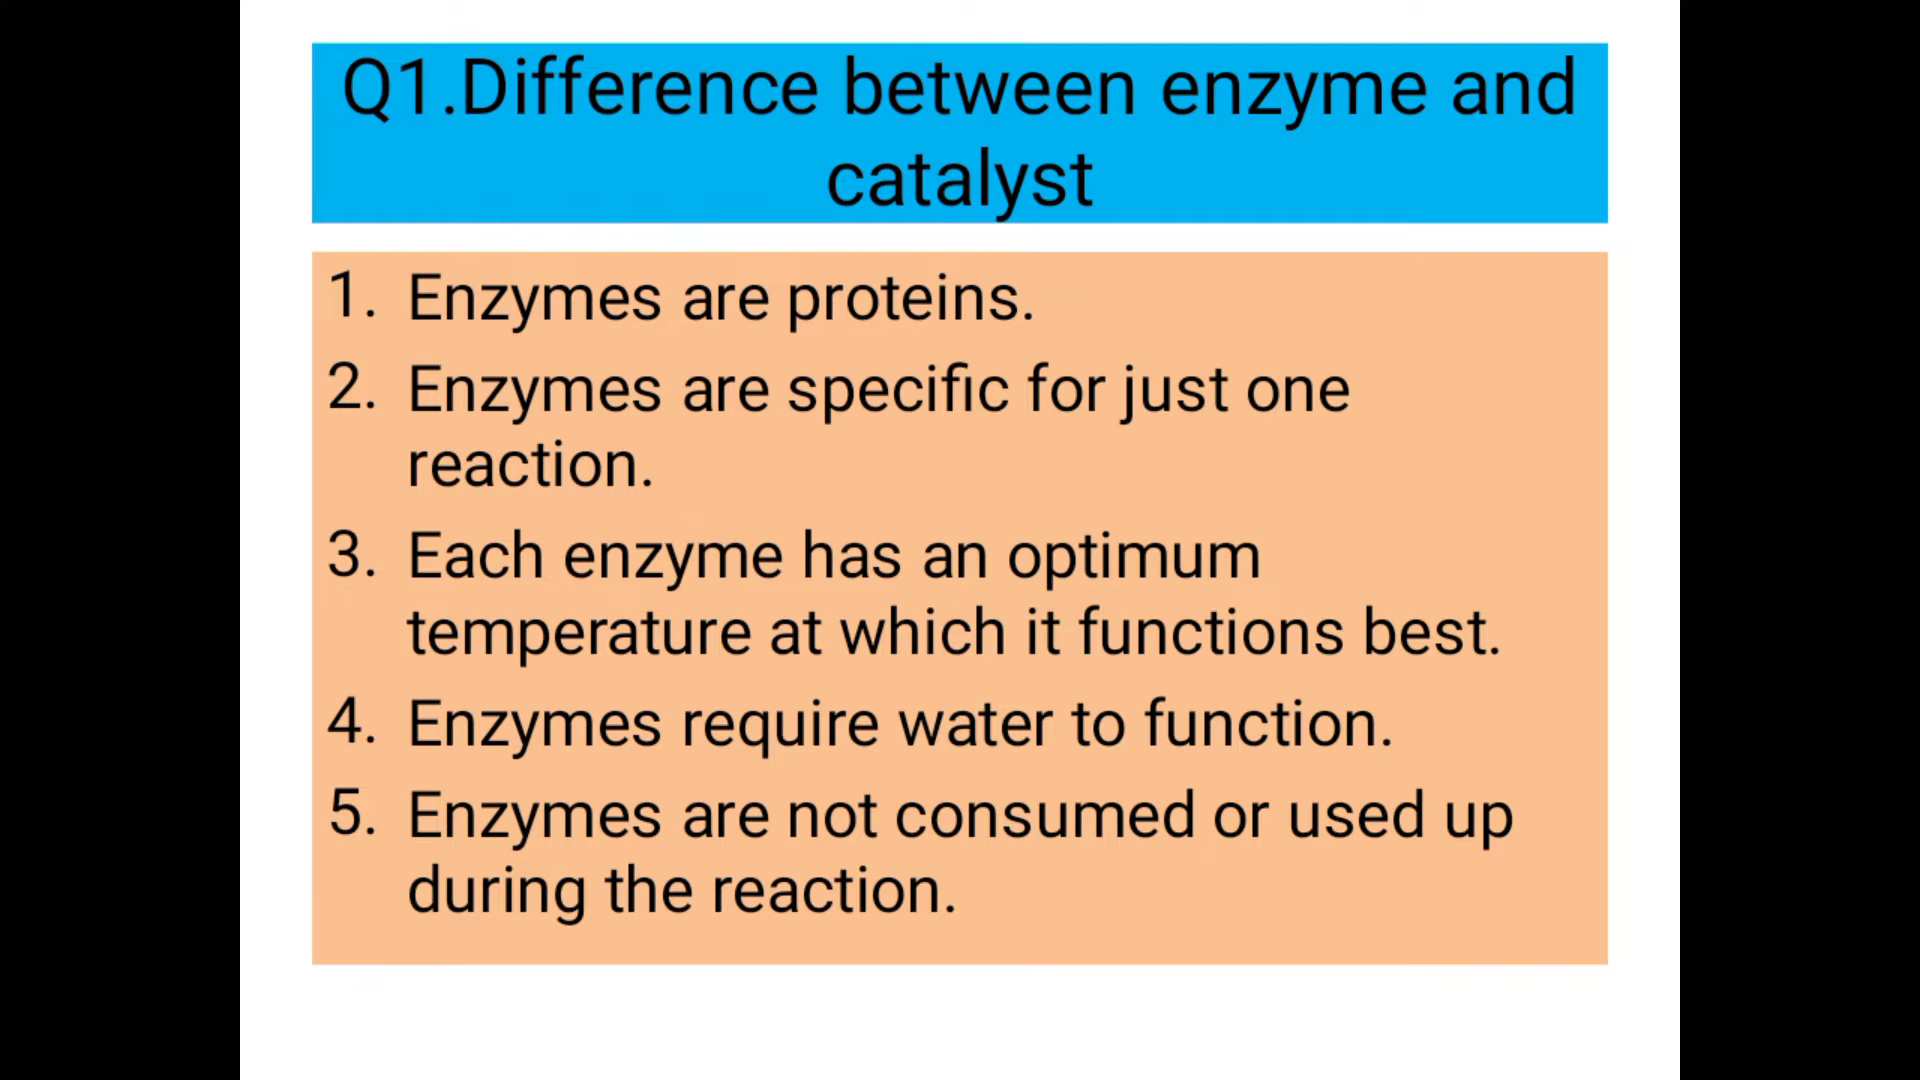 Q1.Difference between enzyme and
catalyst
1. Enzymes are proteins.
2. Enzymes are specific for just one
reaction.
3. Each enzyme has an optimum
temperature at which it functions best.
4. Enzymes require water to function.
5. Enzymes are not consumed or used up
during the reaction.